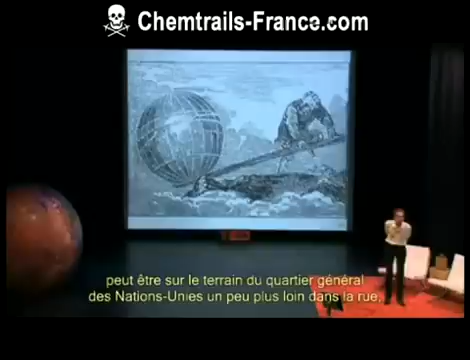 Chemtrails-France.com
peut être sur le terrain du quartier général
des Nations-Unies un peu plus loin dans la rue,